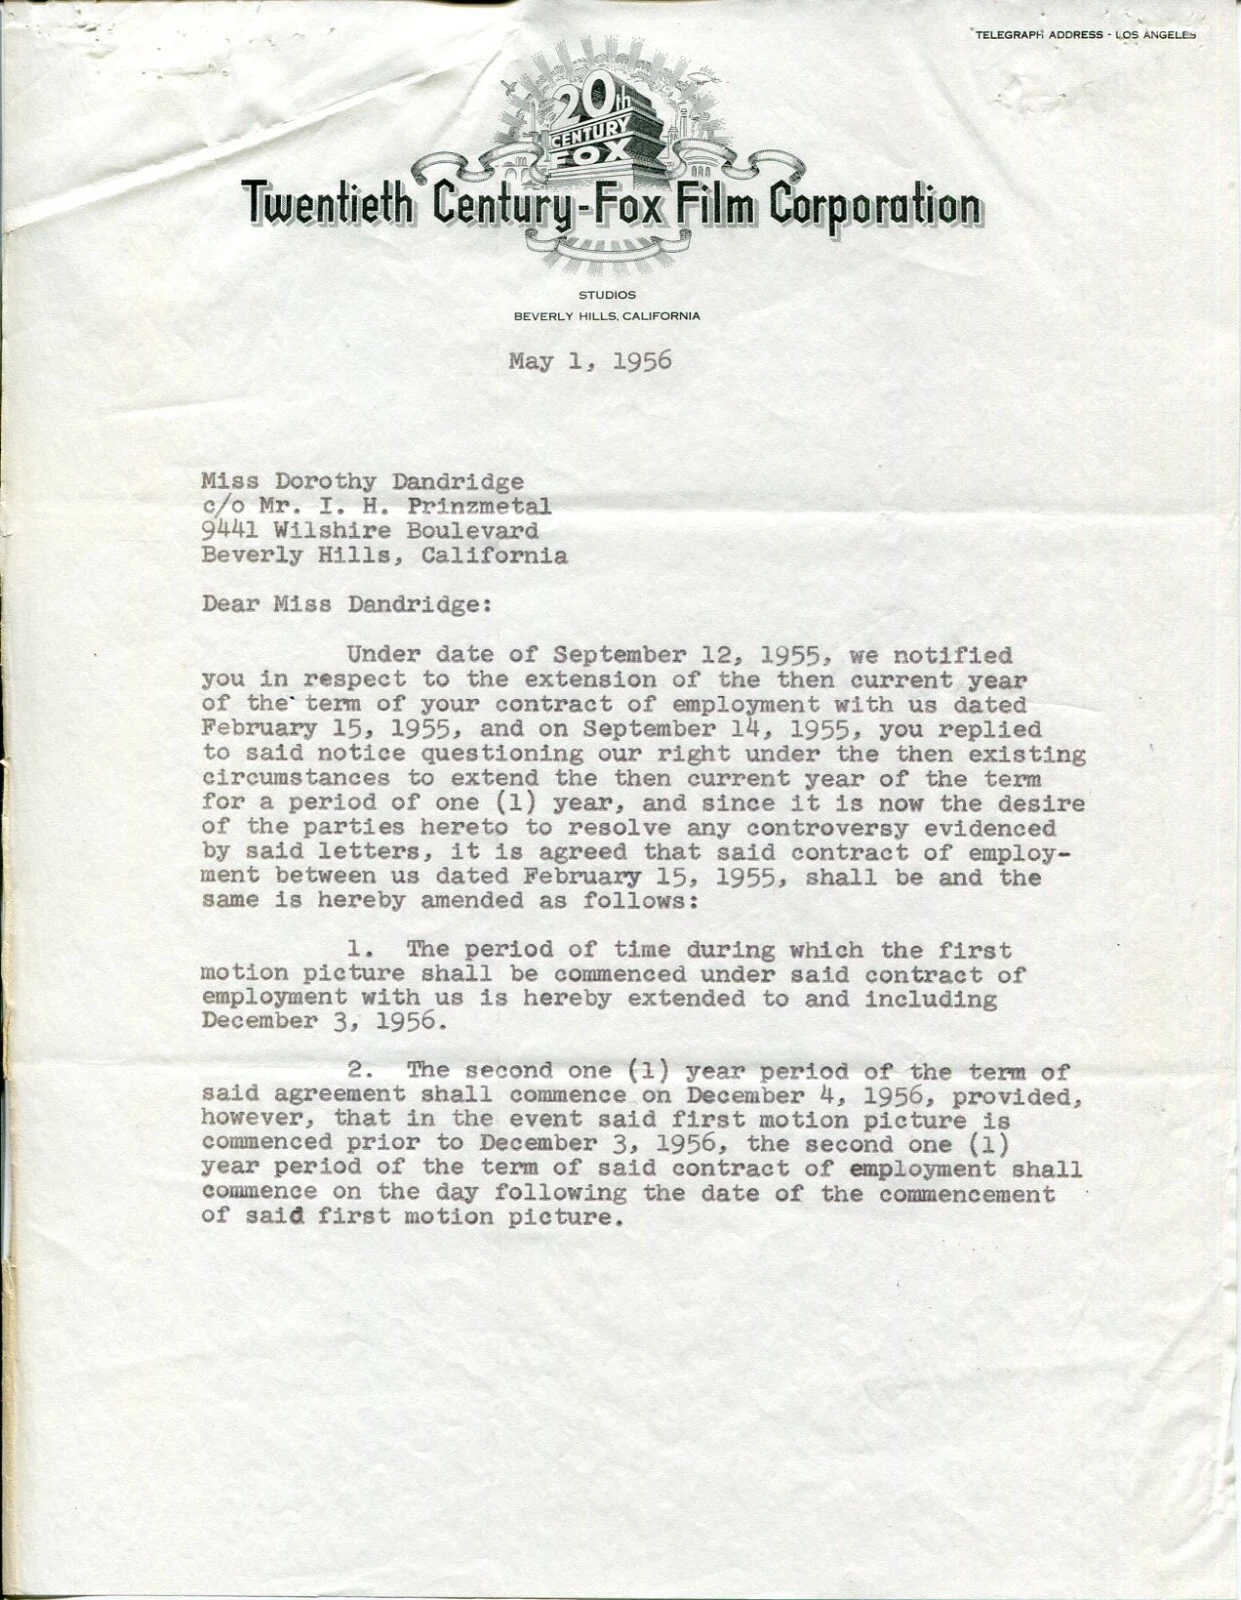 TELEGRAPH ADDRESS - LOS ANGELES
20th
CENTURY
FOX
Twentieth Century-Fox Film Corporation
STUDIOS
BEVERLY HILLS, CALIFORNIA
May 1, 1956
Miss Dorothy Dandridge
c/o Mr. I. H. Prinzmetal
9441 Wilshire Boulevard
Beverly Hills, California
Dear Miss Dandridge:
Under date of September 12, 1955, we notified
you in respect to the extension of the then current year
of the term of your contract of employment with us dated
February 15, 1955, and on September 14, 1955, you replied
to said notice questioning our right under the then existing
circumstances to extend the then current year of the term
for a period of one (1) year, and since it is now the desire
of the parties hereto to resolve any controversy evidenced
by said letters, it is agreed that said contract of employ-
ment between us dated February 15, 1955, shall be and the
same is hereby amended as follows:
1. The period of time during which the first
motion picture shall be commenced under said contract of
employment with us is hereby extended to and including
December 3, 1956.
2. The second one (1) year period of the term of
said agreement shall commence on December 4, 1956, provided,
however, that in the event said first motion picture is
commenced prior to December 3, 1956, the second one (1)
year period of the term of said contract of employment shall
commence on the day following the date of the commencement
of said first motion picture.